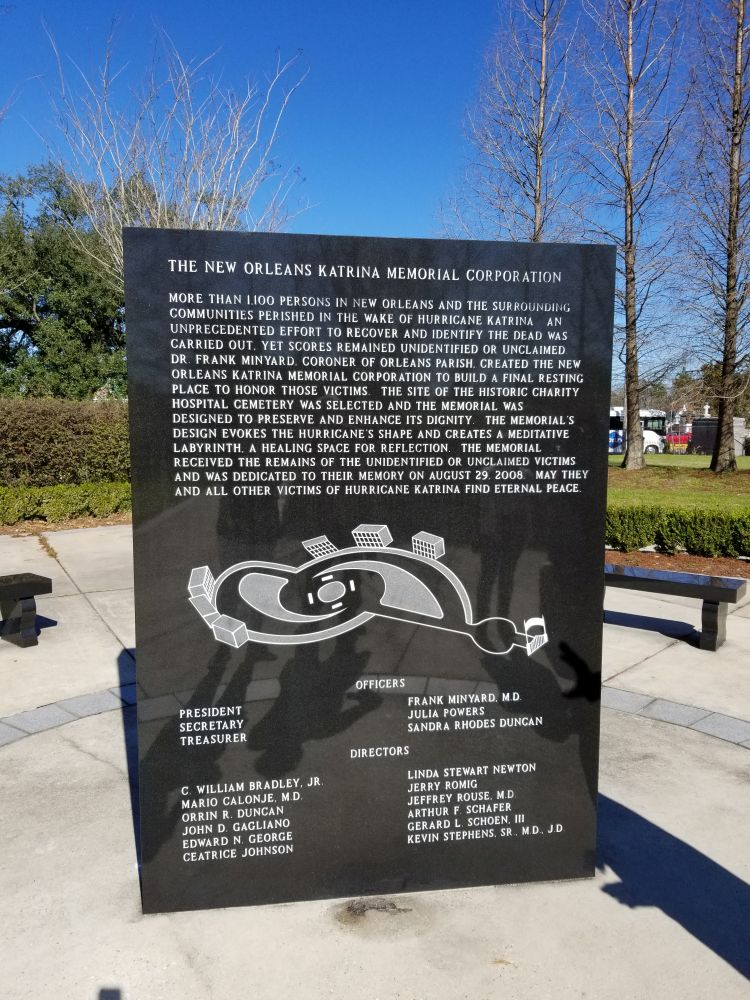 THE NEW ORLEANS KATRINA MEMORIAL CORPORATION
MORE THAN 1,100 PERSONS IN NEW ORLEANS AND THE SURROUNDING
COMMUNITIES PERISHED IN THE WAKE OF HURRICANE KATRINA. AN
UNPRECEDENTED EFFORT TO RECOVER AND IDENTIFY THE DEAD WAS
CARRIED OUT, YET SCORES REMAINED UNIDENTIFIED OR UNCLAIMED.
DR. FRANK MINYARD, CORONER OF ORLEANS PARISH, CREATED THE NEW
ORLEANS KATRINA MEMORIAL CORPORATION TO BUILD A FINAL RESTING
PLACE TO HONOR THOSE VICTIMS. THE SITE OF THE HISTORIC CHARITY
HOSPITAL CEMETERY WAS SELECTED AND THE MEMORIAL WAS
DESIGNED TO PRESERVE AND ENHANCE ITS DIGNITY. THE MEMORIAL'S
DESIGN EVOKES THE HURRICANE'S SHAPE AND CREATES A MEDITATIVE
LABYRINTH, A HEALING SPACE FOR REFLECTION. THE MEMORIAL
RECEIVED THE REMAINS OF THE UNIDENTIFIED OR UNCLAIMED VICTIMS
AND WAS DEDICATED TO THEIR MEMORY ON AUGUST 29, 2008. MAY THEY
AND ALL OTHER VICTIMS OF HURRICANE KATRINA FIND ETERNAL PEACE.
OFFICERS
PRESIDENT FRANK MINYARD, M.D.
SECRETARY JULIA POWERS
TREASURER SANDRA RHODES DUNCAN
DIRECTORS
C. WILLIAM BRADLEY, JR.
MARIO CALONJE, M.D.
ORRIN R. DUNCAN
JOHN D. GAGLIANO
EDWARD N. GEORGE
CEATRICE JOHNSON
LINDA STEWART NEWTON
JERRY ROMIG
JEFFREY ROUSE, M.D.
ARTHUR F. SCHAFER
GERARD L. SCHOEN, III
KEVIN STEPHENS, SR., M.D., J.D.